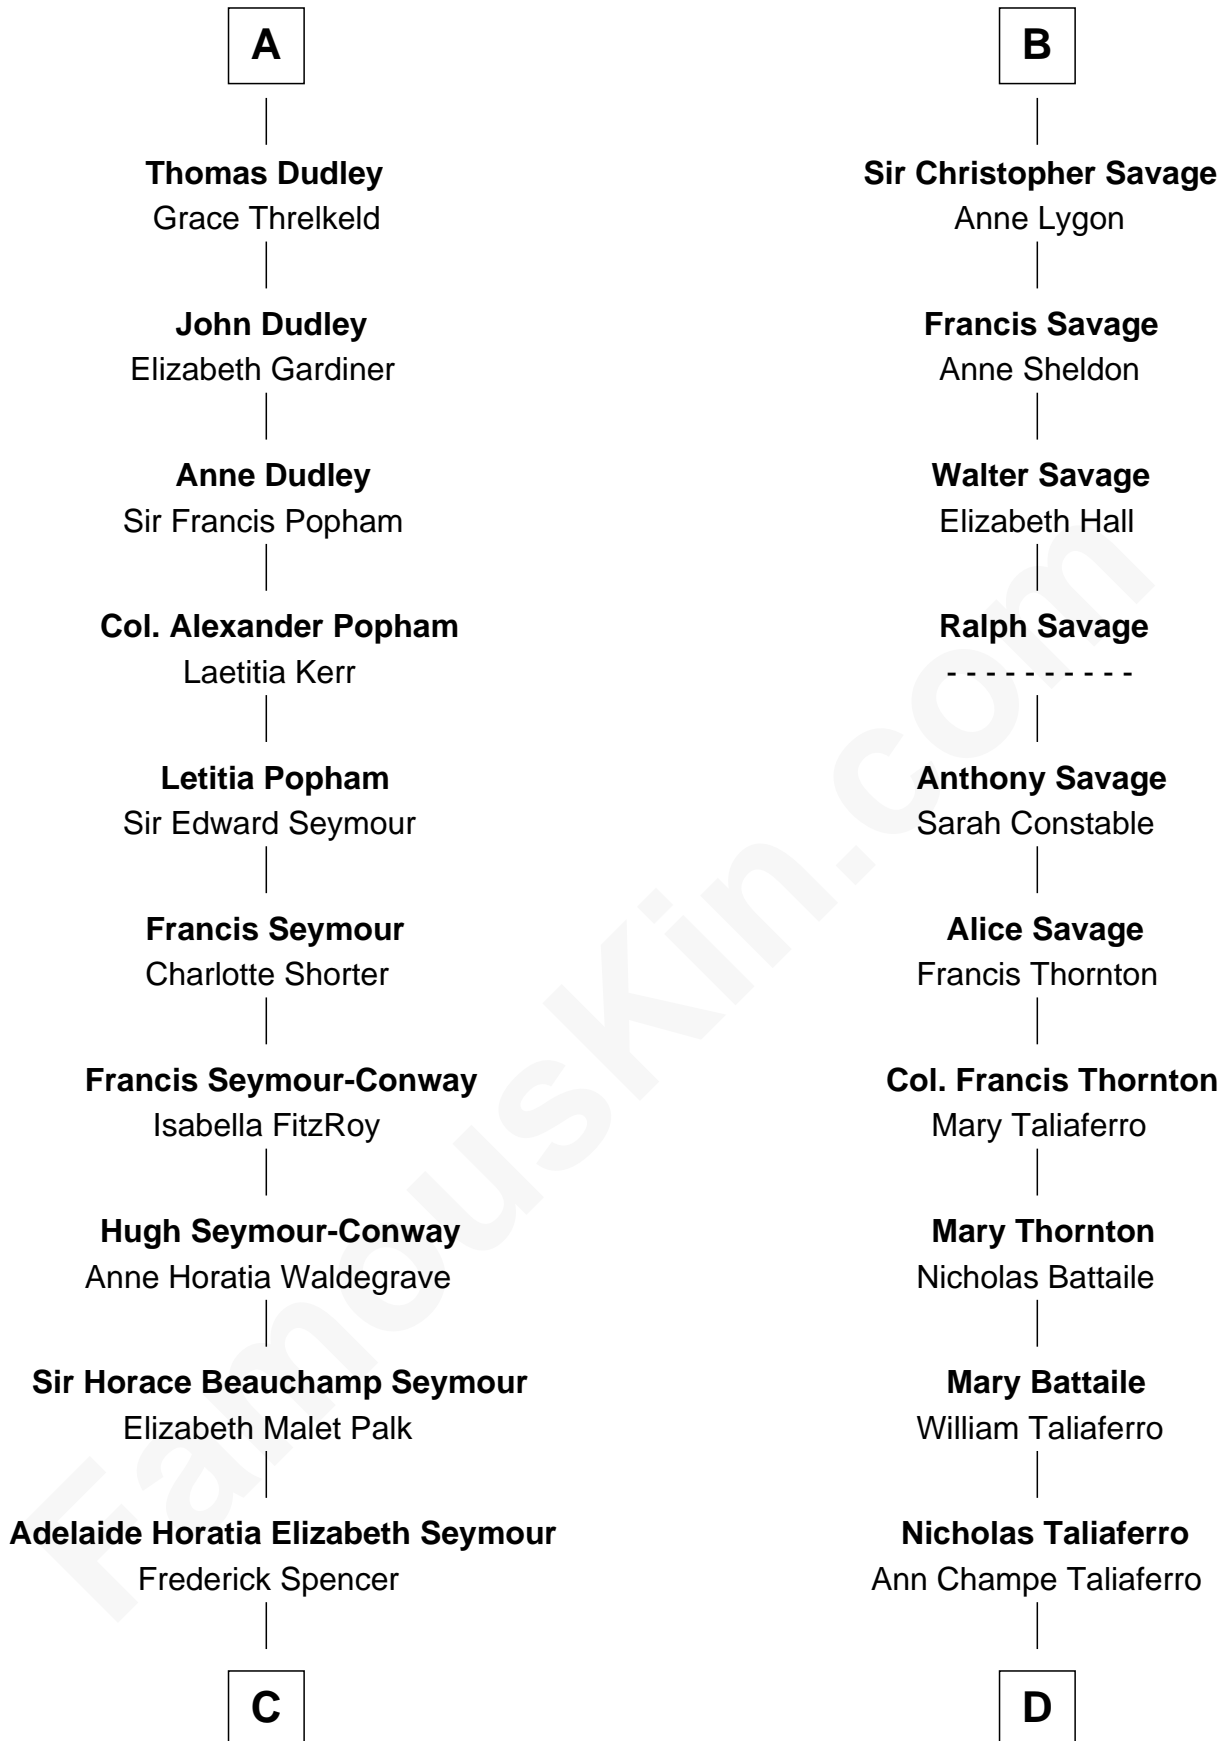 A
Thomas Dudley
Grace Threlkeld
John Dudley
Elizabeth Gardiner
Anne Dudley
Sir Francis Popham
Col. Alexander Popham
Laetitia Kerr
Letitia Popham
Sir Edward Seymour
Francis Seymour
Charlotte Shorter
Francis Seymour-Conway
Isabella FitzRoy
Hugh Seymour-Conway
Anne Horatia Waldegrave
Sir Horace Beauchamp Seymour
Elizabeth Malet Palk
Adelaide Horatia Elizabeth Seymour
Frederick Spencer
C
B
Sir Christopher Savage
Anne Lygon
Francis Savage
Anne Sheldon
Walter Savage
Elizabeth Hall
Ralph Savage
- - - - - - - - - -
Anthony Savage
Sarah Constable
Alice Savage
Francis Thornton
Col. Francis Thornton
Mary Taliaferro
Mary Thornton
Nicholas Battaile
Mary Battaile
William Taliaferro
Nicholas Taliaferro
Ann Champe Taliaferro
D
FamousKin.com